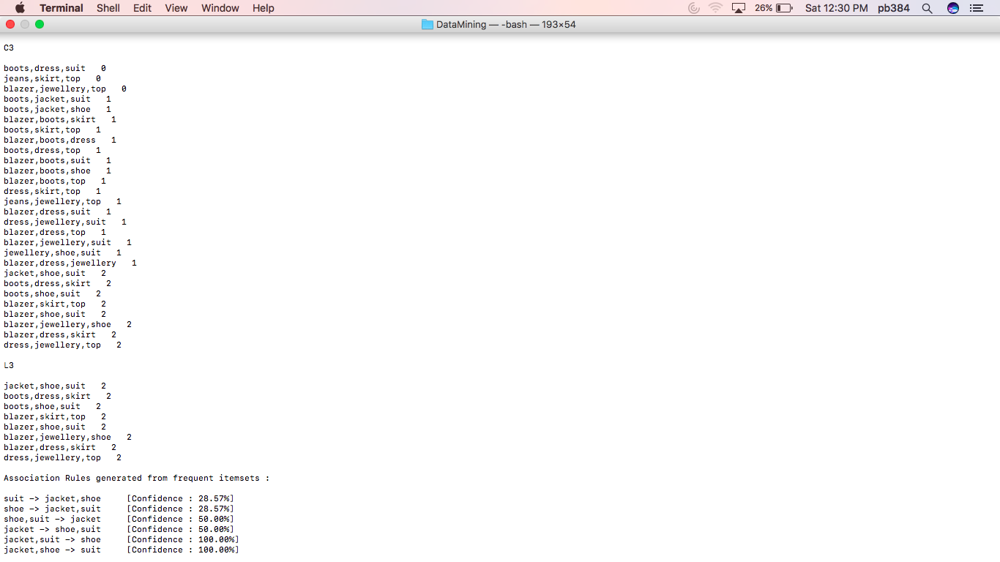 Terminal Shell Edit View Window Help 26% Sat 12:30 PM pb384
DataMining — -bash — 193×54
C3
boots,dress,suit 0
jeans,skirt,top 0
blazer,jewellery,top 0
boots,jacket,suit 1
boots,jacket,shoe 1
blazer,boots,skirt 1
boots,skirt,top 1
blazer,boots,dress 1
boots,dress,top 1
blazer,boots,suit 1
blazer,boots,shoe 1
blazer,boots,top 1
dress,skirt,top 1
jeans,jewellery,top 1
blazer,dress,suit 1
dress,jewellery,suit 1
blazer,dress,top 1
blazer,jewellery,suit 1
jewellery,shoe,suit 1
blazer,dress,jewellery 1
jacket,shoe,suit 2
boots,dress,skirt 2
boots,shoe,suit 2
blazer,skirt,top 2
blazer,shoe,suit 2
blazer,jewellery,shoe 2
blazer,dress,skirt 2
dress,jewellery,top 2
L3
jacket,shoe,suit 2
boots,dress,skirt 2
boots,shoe,suit 2
blazer,skirt,top 2
blazer,shoe,suit 2
blazer,jewellery,shoe 2
blazer,dress,skirt 2
dress,jewellery,top 2
Association Rules generated from frequent itemsets :
suit -> jacket,shoe [Confidence : 28.57%]
shoe -> jacket,suit [Confidence : 28.57%]
shoe,suit -> jacket [Confidence : 50.00%]
jacket -> shoe,suit [Confidence : 50.00%]
jacket,suit -> shoe [Confidence : 100.00%]
jacket,shoe -> suit [Confidence : 100.00%]